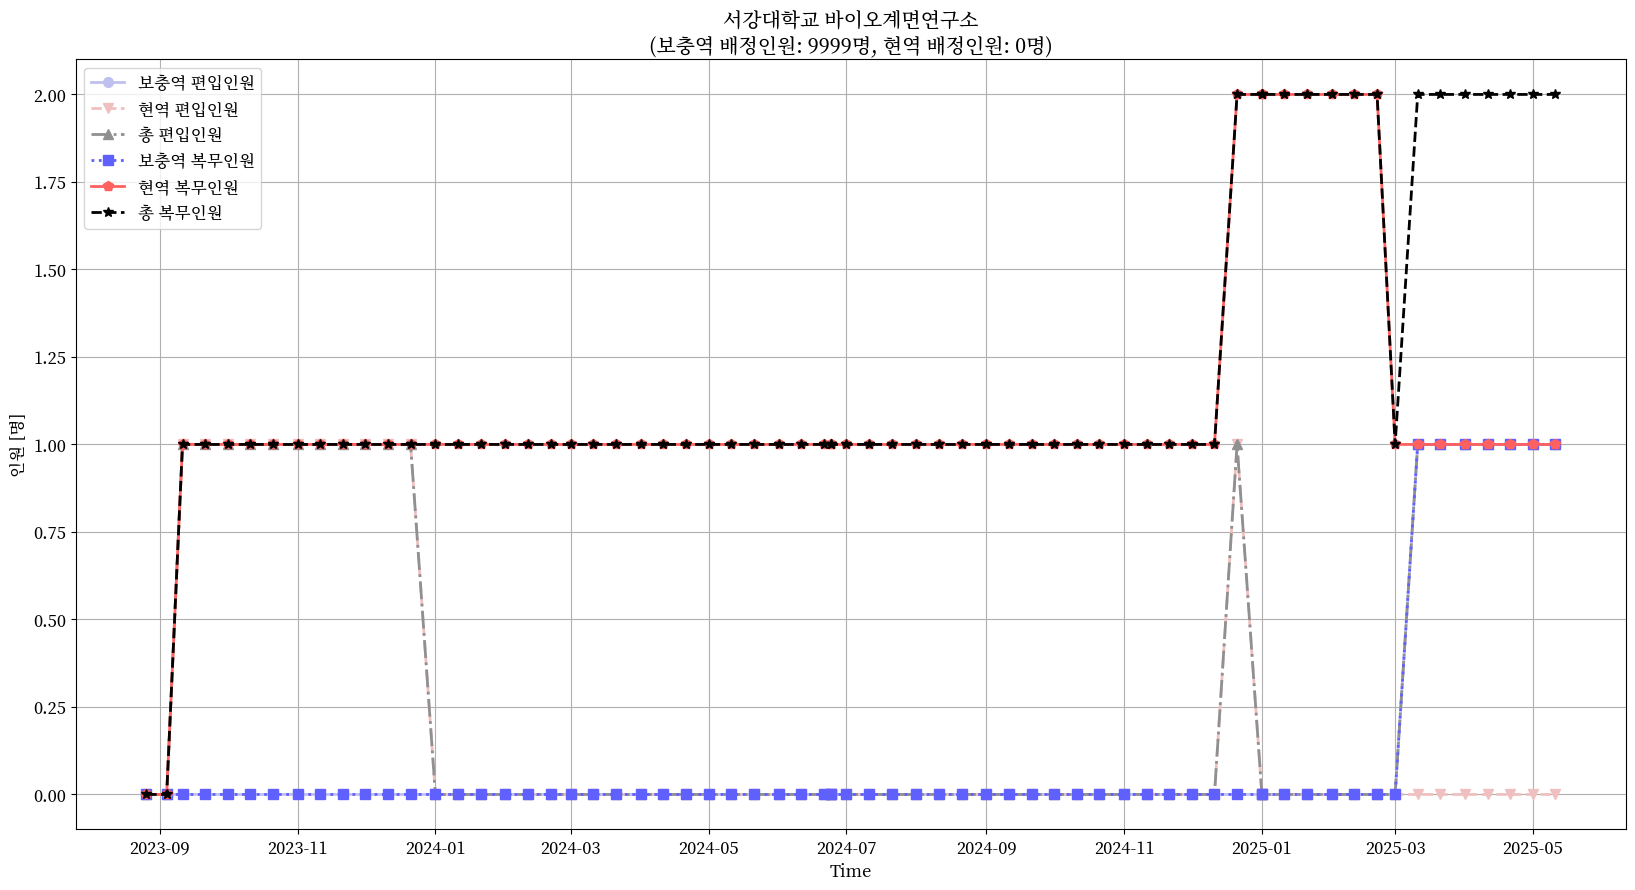 서강대학교 바이오계면연구소
(보충역 배정인원: 9999명, 현역 배정인원: 0명)
보충역 편입인원
현역 편입인원
총 편입인원
보충역 복무인원
현역 복무인원
총 복무인원
인원 [명]
2.00
1.75
1.50
1.25
1.00
0.75
0.50
0.25
0.00
2023-09
2023-11
2024-01
2024-03
2024-05
2024-07
2024-09
2024-11
2025-01
2025-03
2025-05
Time